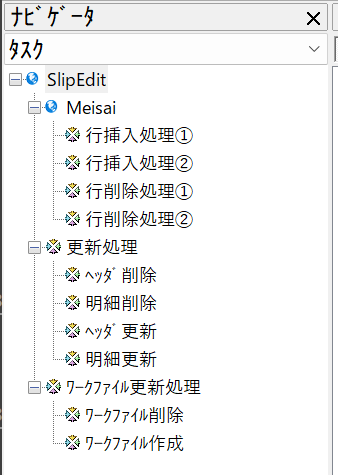 ﾅﾋﾞｹﾞｰﾀ
ﾀｽｸ
SlipEdit
Meisai
行挿入処理①
行挿入処理②
行削除処理①
行削除処理②
更新処理
ﾍｯﾀﾞ削除
明細削除
ﾍｯﾀﾞ更新
明細更新
ﾜｰｸﾌｧｲﾙ更新処理
ﾜｰｸﾌｧｲﾙ削除
ﾜｰｸﾌｧｲﾙ作成